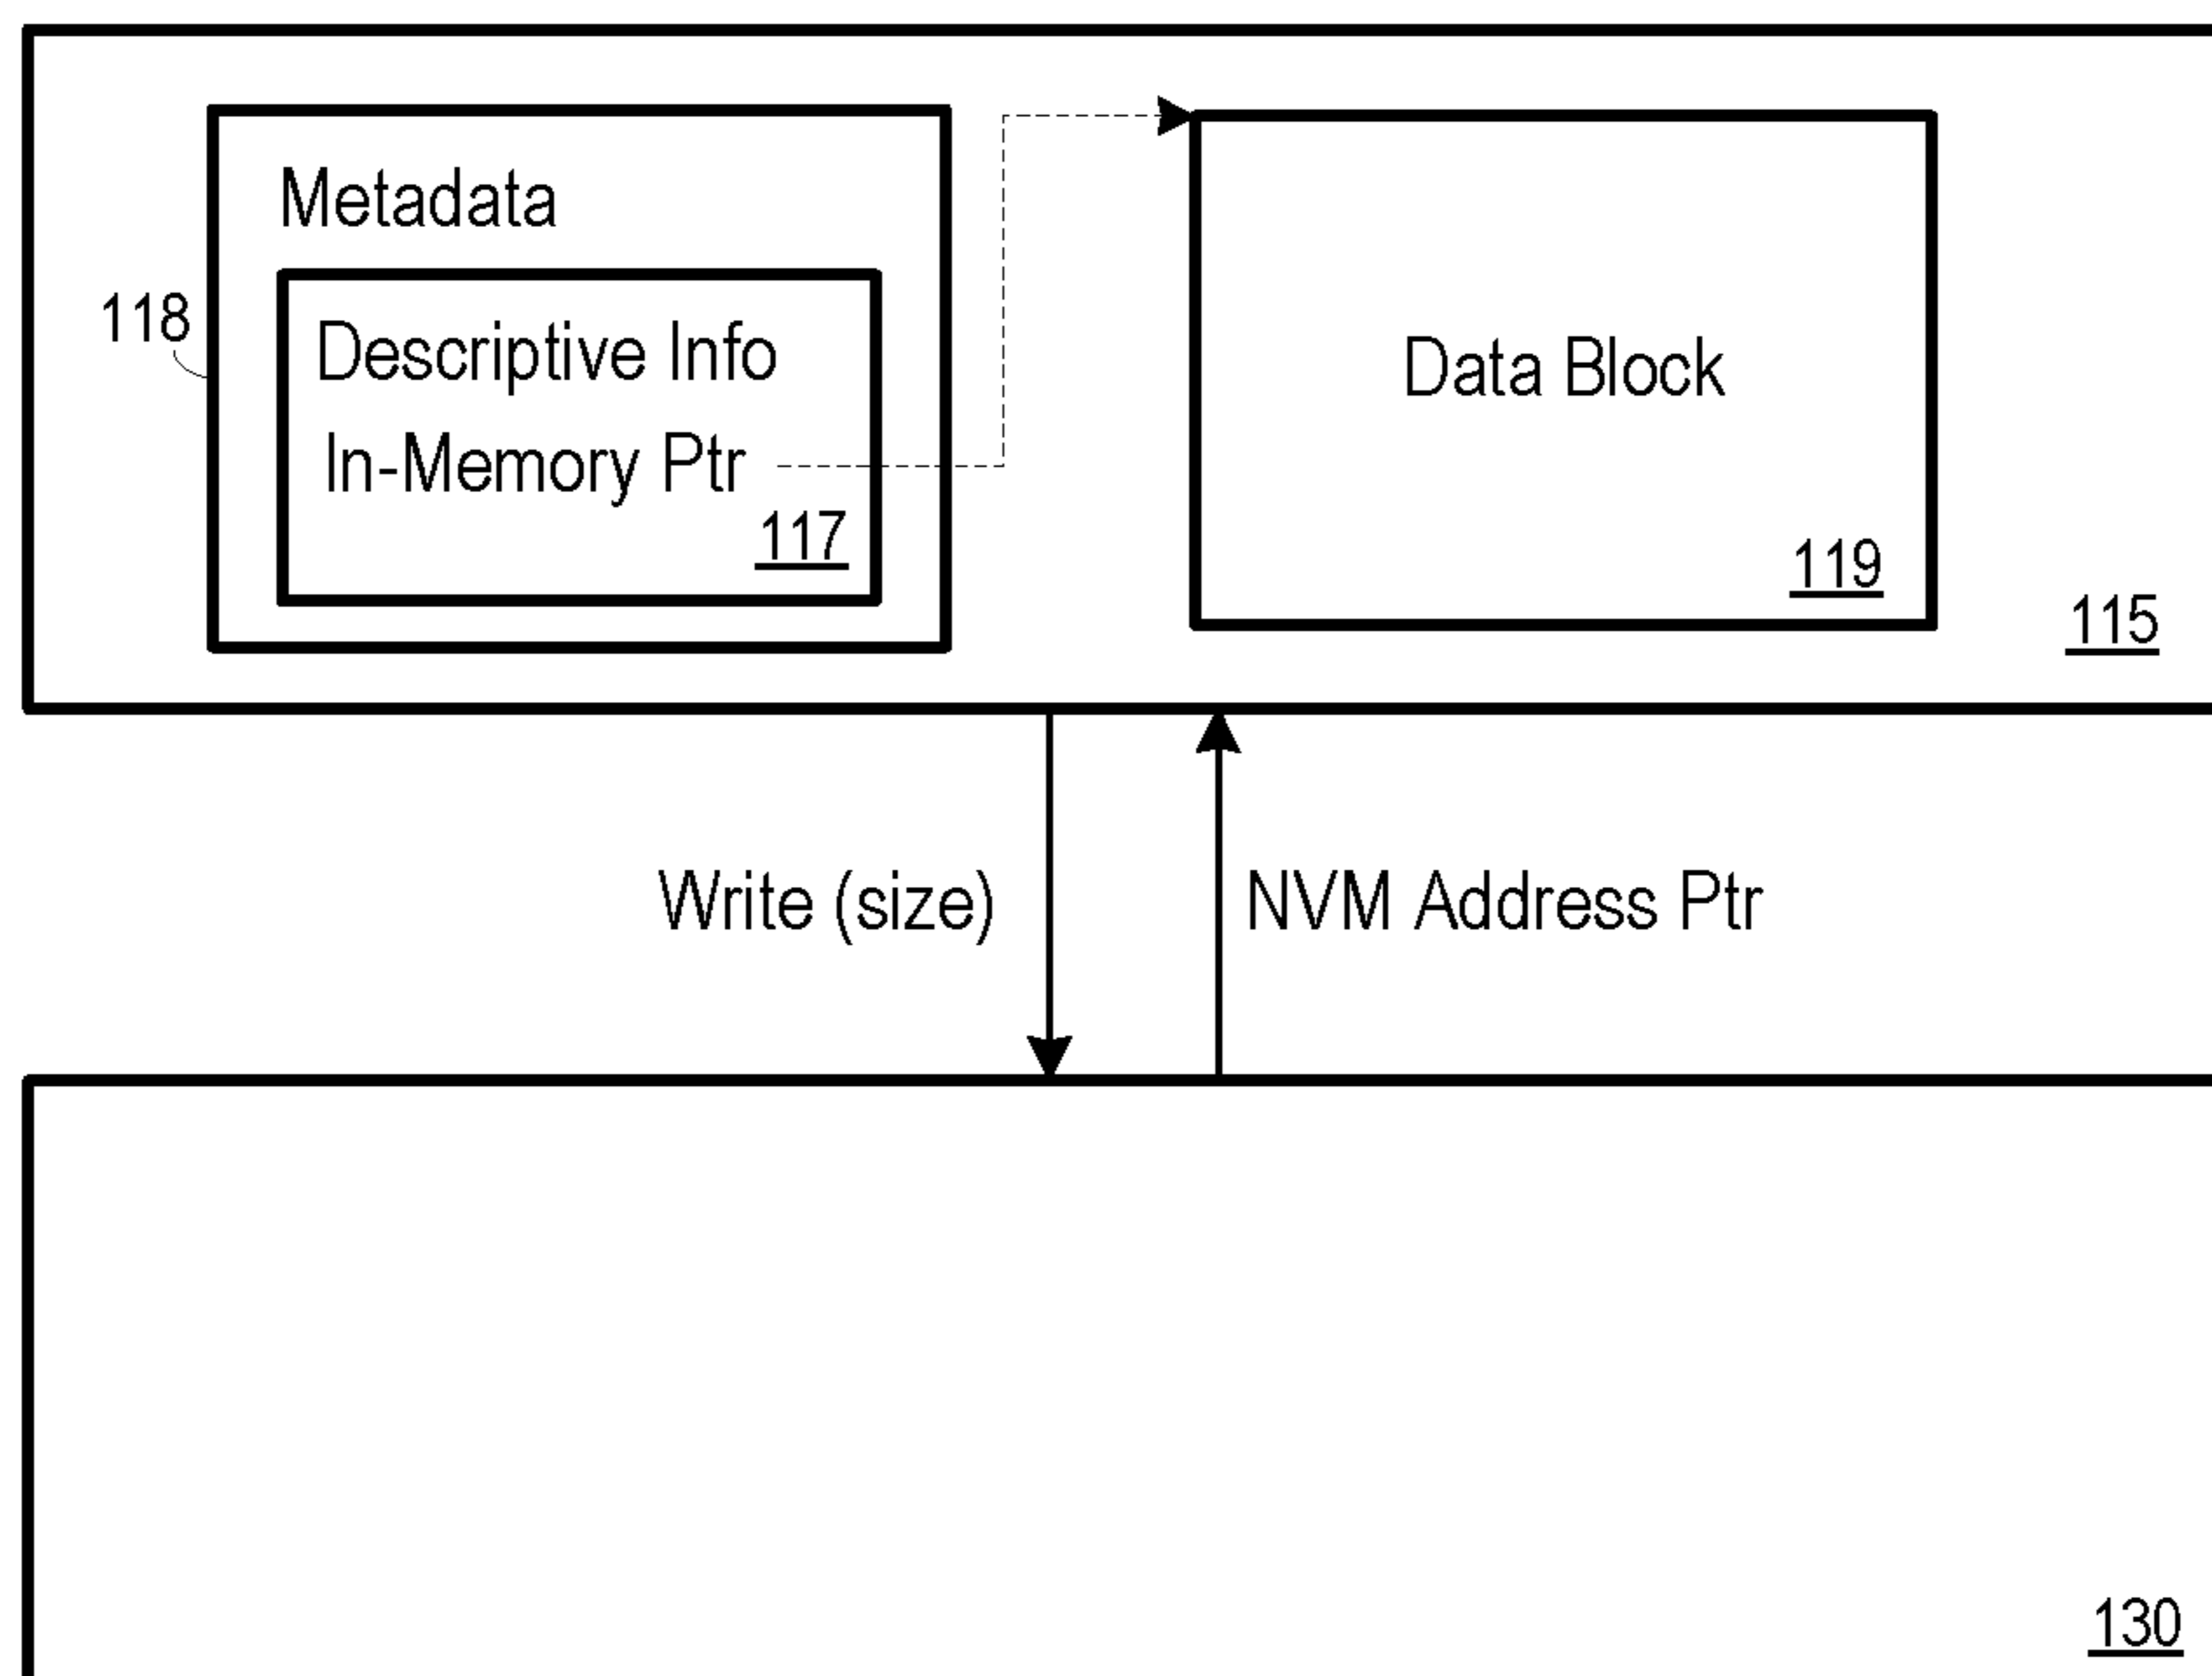 Metadata
118
Descriptive Info
In-Memory Ptr
117
Data Block
119
115
Write (size)
NVM Address Ptr
130